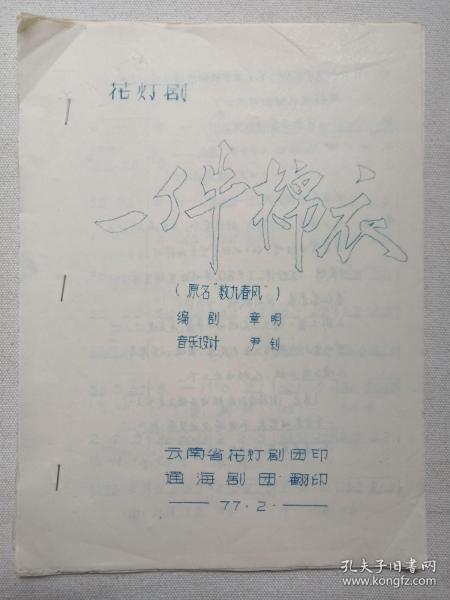 花灯剧
一件棉衣
（原名“数九春风”）
编剧 章明
音乐设计 尹钊
云南省花灯剧团印
通海剧团翻印
—— 77.2. ——
孔夫子旧书网
www.kongfz.com